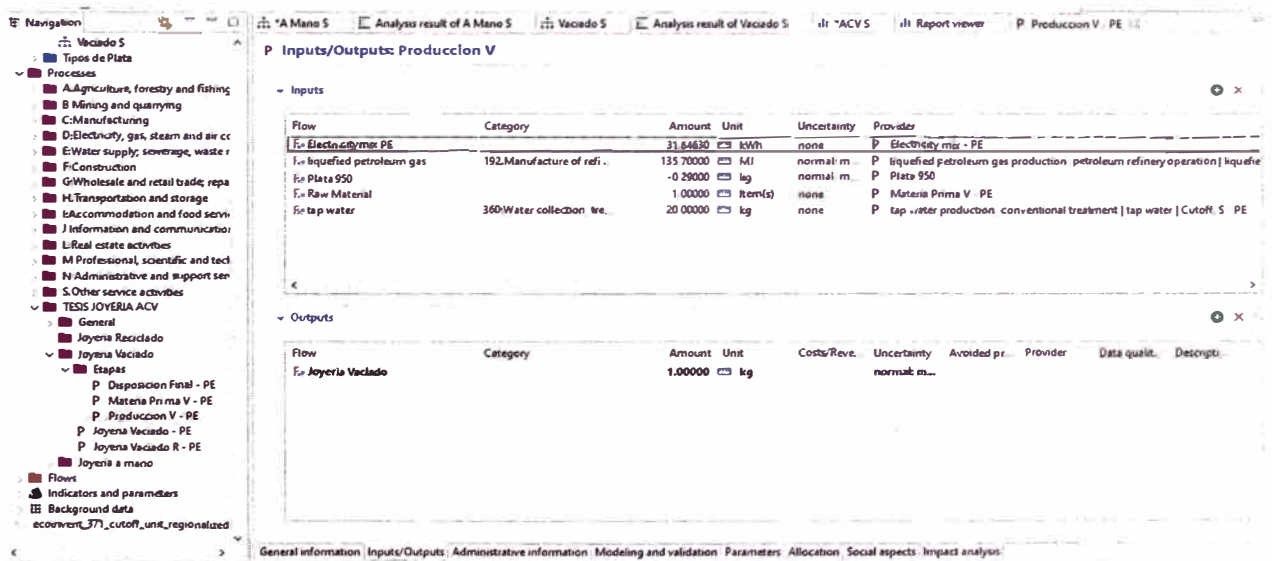 Navigation
Vaciado S
Tipos de Plata
Processes
A:Agriculture, forestry and fishing
B Mining and quarrying
C:Manufacturing
D:Electricity, gas, steam and air cc
E:Water supply; sewerage, waste r
F:Construction
G:Wholesale and retail trade; repa
H:Transportation and storage
I:Accommodation and food servi
J Information and communication
L:Real estate activities
M Professional, scientific and tech
N Administrative and support ser
S.Other service activities
TESIS JOYERIA ACV
General
Joyeria Reciclado
Joyeria Vaciado
Etapas
P Disposicion Final - PE
P Materia Prima V - PE
P Produccion V - PE
P Joyeria Vaciado - PE
P Joyeria Vaciado R - PE
Joyeria a mano
Flows
Indicators and parameters
Background data
ecoinvent_371_cutoff_unit_regionalized
*A Mano S Analysis result of A Mano S Vaciado S Analysis result of Vaciado S *ACV S Report viewer P Produccion V - PE
P Inputs/Outputs: Produccion V
Inputs
Flow Category Amount Unit Uncertainty Provider
Electricity mix PE 31.64630 kWh none P Electricity mix - PE
liquefied petroleum gas 192.Manufacture of refi... 135.70000 MJ normal: m... P liquefied petroleum gas production petroleum refinery operation | liquefie
Plata 950 -0.29000 kg normal m... P Plata 950
Raw Material 1.00000 Item(s) none P Materia Prima V - PE
tap water 360:Water collection tre... 20.00000 kg none P tap water production conventional treatment | tap water | Cutoff, S - PE
Outputs
Flow Category Amount Unit Costs/Reve... Uncertainty Avoided pr... Provider Data qualit... Descripti...
Joyeria Vaciado 1.00000 kg normal: m...
General information Inputs/Outputs Administrative information Modeling and validation Parameters Allocation Social aspects Impact analysis